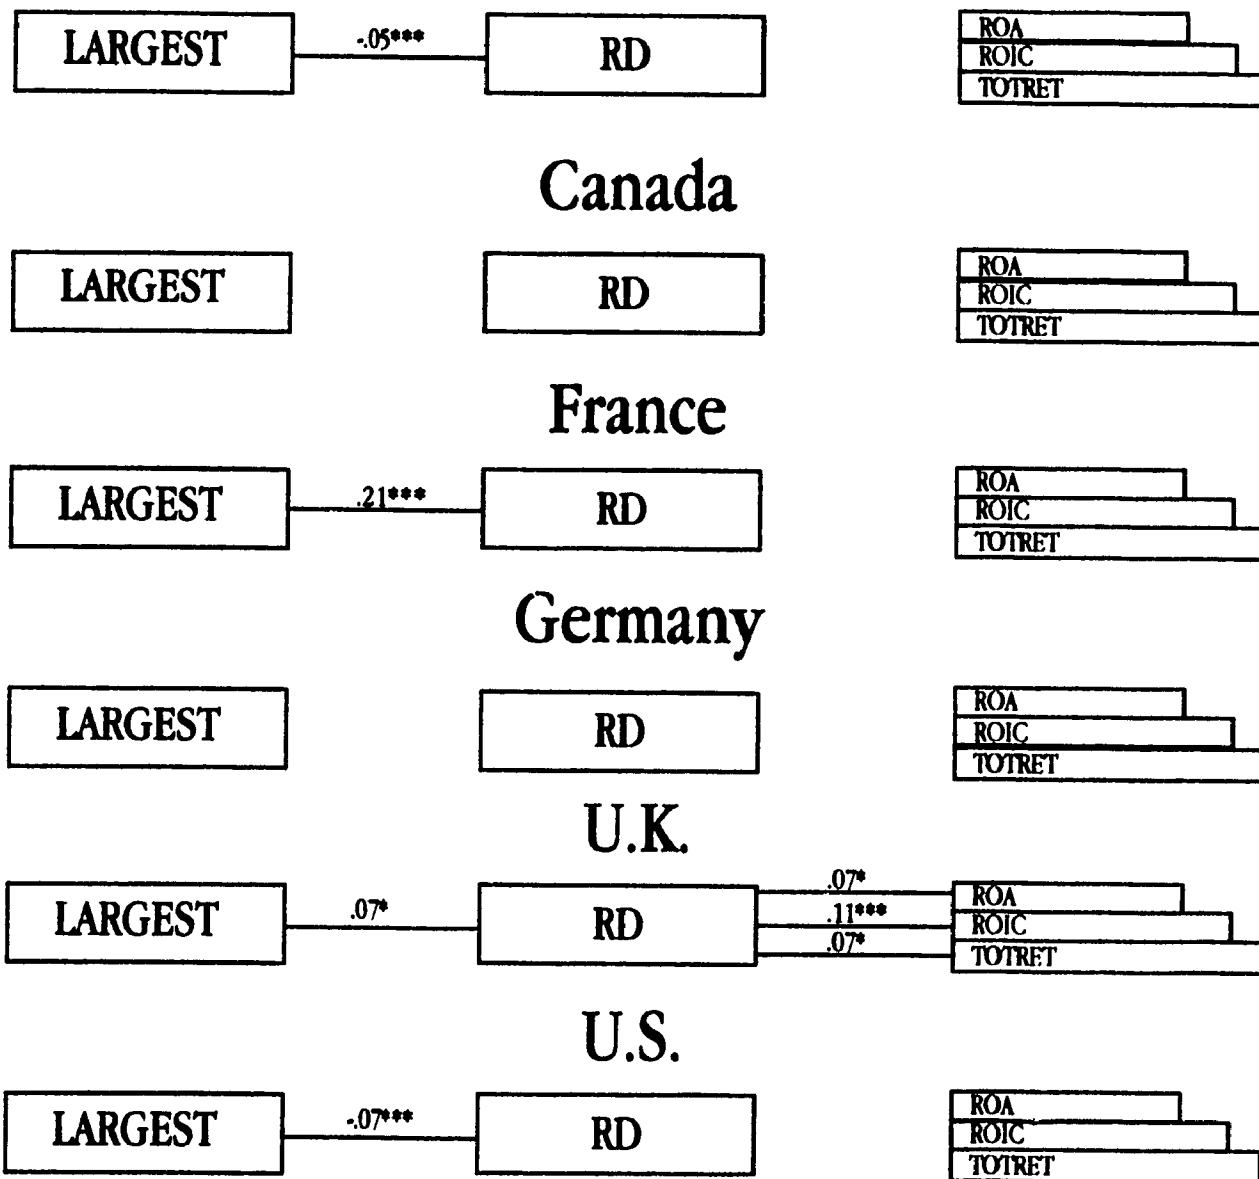 LARGEST -.05*** RD ROA
ROIC
TOTRET
Canada
LARGEST RD ROA
ROIC
TOTRET
France
LARGEST .21*** RD ROA
ROIC
TOTRET
Germany
LARGEST RD ROA
ROIC
TOTRET
U.K.
LARGEST .07* RD .07* ROA
.11*** ROIC
.07* TOTRET
U.S.
LARGEST -.07*** RD ROA
ROIC
TOTRET